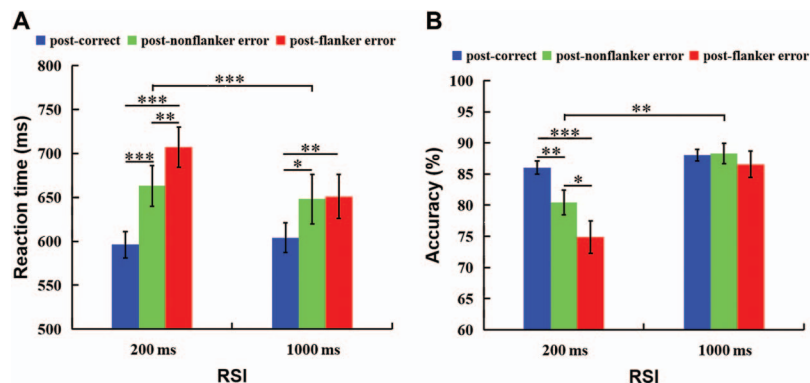 A
post-correct post-nonflanker error post-flanker error
800
750
700
650
600
550
500
Reaction time (ms)
***
***
**
***
**
*
200 ms 1000 ms
RSI
B
post-correct post-nonflanker error post-flanker error
100
95
90
85
80
75
70
65
60
Accuracy (%)
**
***
**
*
200 ms 1000 ms
RSI